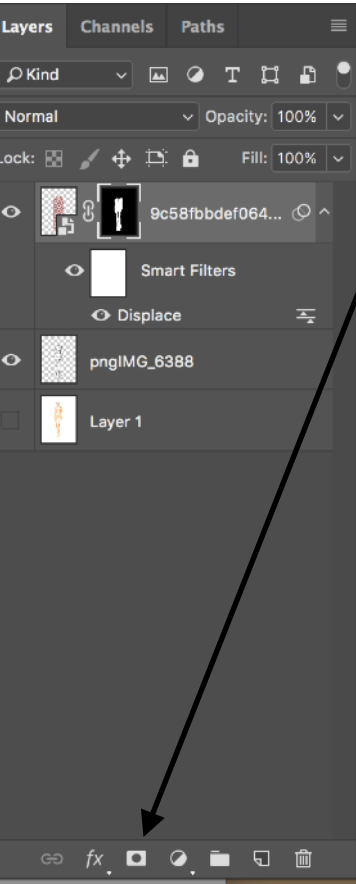 Layers Channels Paths
Kind T
Normal Opacity: 100%
Lock: Fill: 100%
9c58fbbdef064...
Smart Filters
Displace
pngIMG_6388
Layer 1
fx